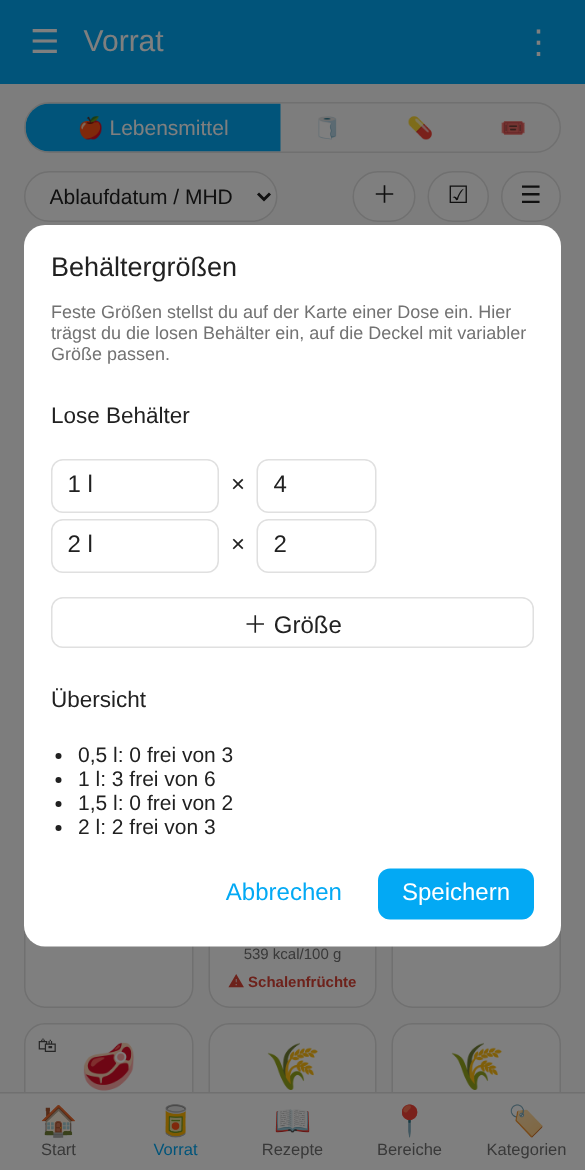 ☰ Vorrat ⋮
🍎 Lebensmittel
Ablaufdatum / MHD
Behältergrößen
Feste Größen stellst du auf der Karte einer Dose ein. Hier
trägst du die losen Behälter ein, auf die Deckel mit variabler
Größe passen.
Lose Behälter
1 l × 4
2 l × 2
+ Größe
Übersicht
• 0,5 l: 0 frei von 3
• 1 l: 3 frei von 6
• 1,5 l: 0 frei von 2
• 2 l: 2 frei von 3
Abbrechen Speichern
539 kcal/100 g
Schalenfrüchte
Start Vorrat Rezepte Bereiche Kategorien